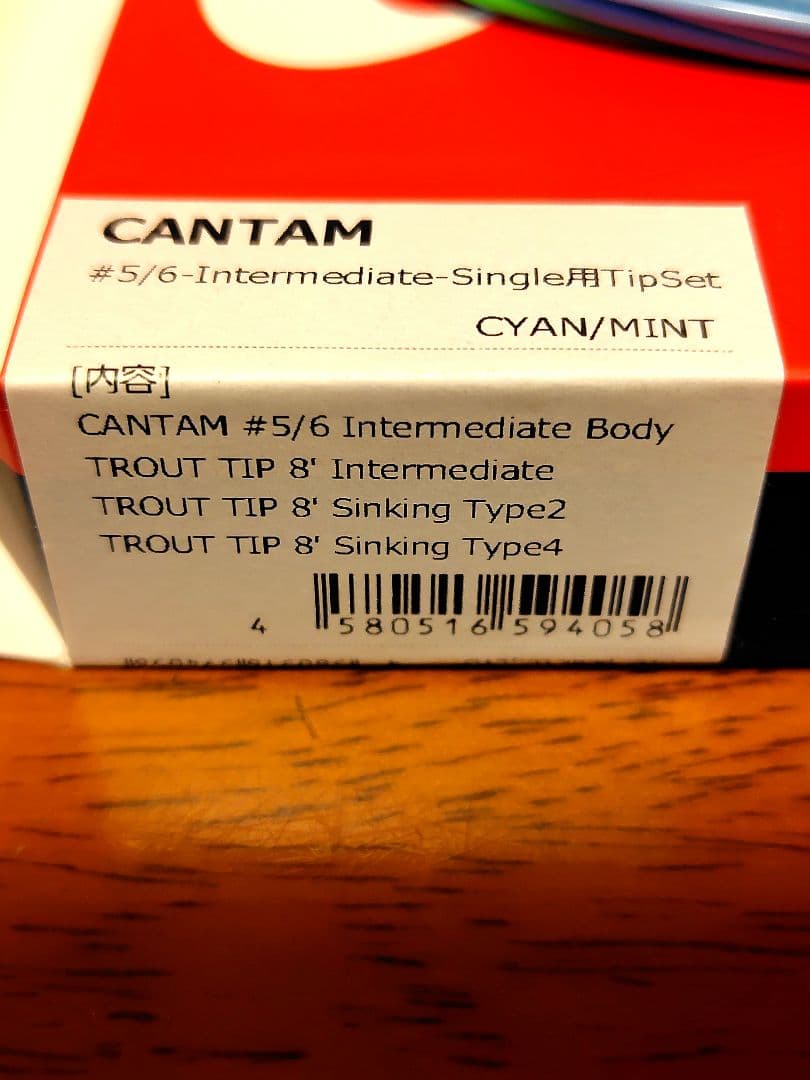 CANTAM
#5/6-Intermediate-Single用TipSet
CYAN/MINT
[内容]
CANTAM #5/6 Intermediate Body
TROUT TIP 8' Intermediate
TROUT TIP 8' Sinking Type2
TROUT TIP 8' Sinking Type4
4 580516 594058